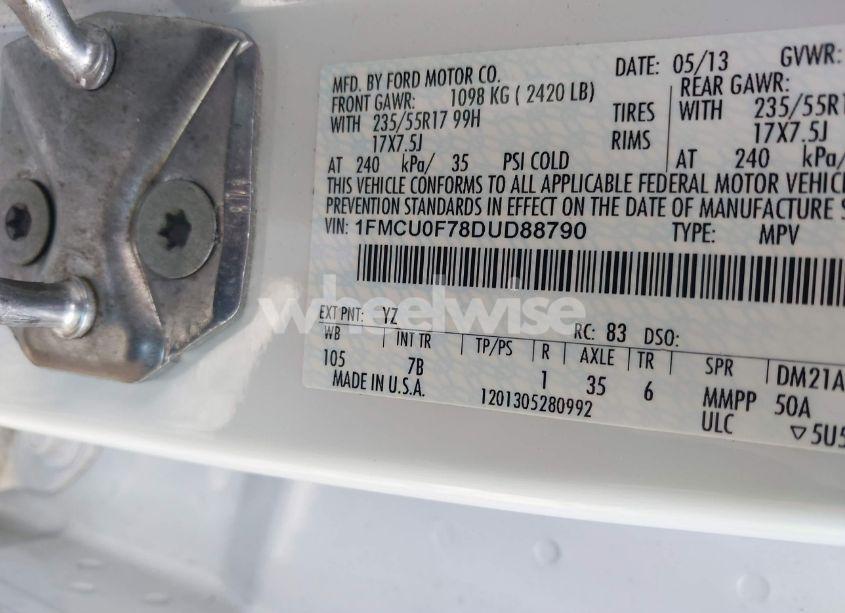 MFD. BY FORD MOTOR CO. DATE: 05/13 GVWR:
FRONT GAWR: 1098 KG ( 2420 LB) REAR GAWR:
WITH 235/55R17 99H TIRES WITH 235/55R1
17X7.5J RIMS 17X7.5J
AT 240 kPa/ 35 PSI COLD AT 240 kPa/
THIS VEHICLE CONFORMS TO ALL APPLICABLE FEDERAL MOTOR VEHIC
PREVENTION STANDARDS IN EFFECT ON THE DATE OF MANUFACTURE S
VIN: 1FMCU0F78DUD88790 TYPE: MPV
wheelwise
EXT PNT: YZ RC: 83 DSO:
WB INT TR TP/PS R AXLE TR SPR DM21A
105 7B 1 35 6 MMPP 50A
MADE IN U.S.A. 1201305280992 ULC ▽5U5